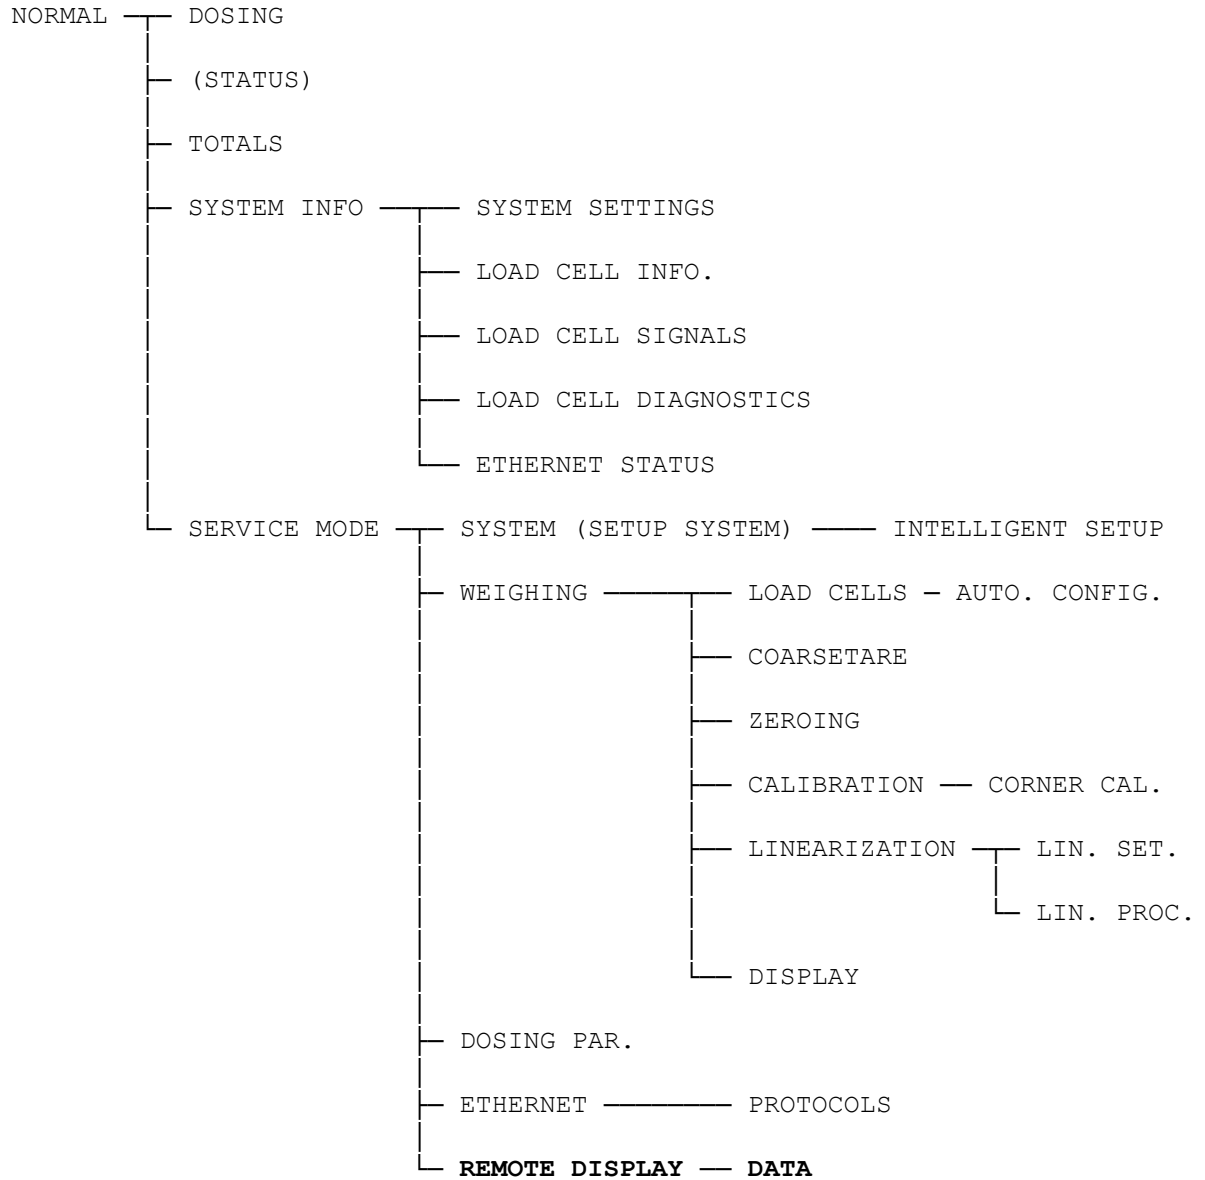 NORMAL DOSING
(STATUS)
TOTALS
SYSTEM INFO SYSTEM SETTINGS
LOAD CELL INFO.
LOAD CELL SIGNALS
LOAD CELL DIAGNOSTICS
ETHERNET STATUS
SERVICE MODE SYSTEM (SETUP SYSTEM) INTELLIGENT SETUP
WEIGHING LOAD CELLS AUTO. CONFIG.
COARSETARE
ZEROING
CALIBRATION CORNER CAL.
LINEARIZATION LIN. SET.
LIN. PROC.
DISPLAY
DOSING PAR.
ETHERNET PROTOCOLS
REMOTE DISPLAY DATA